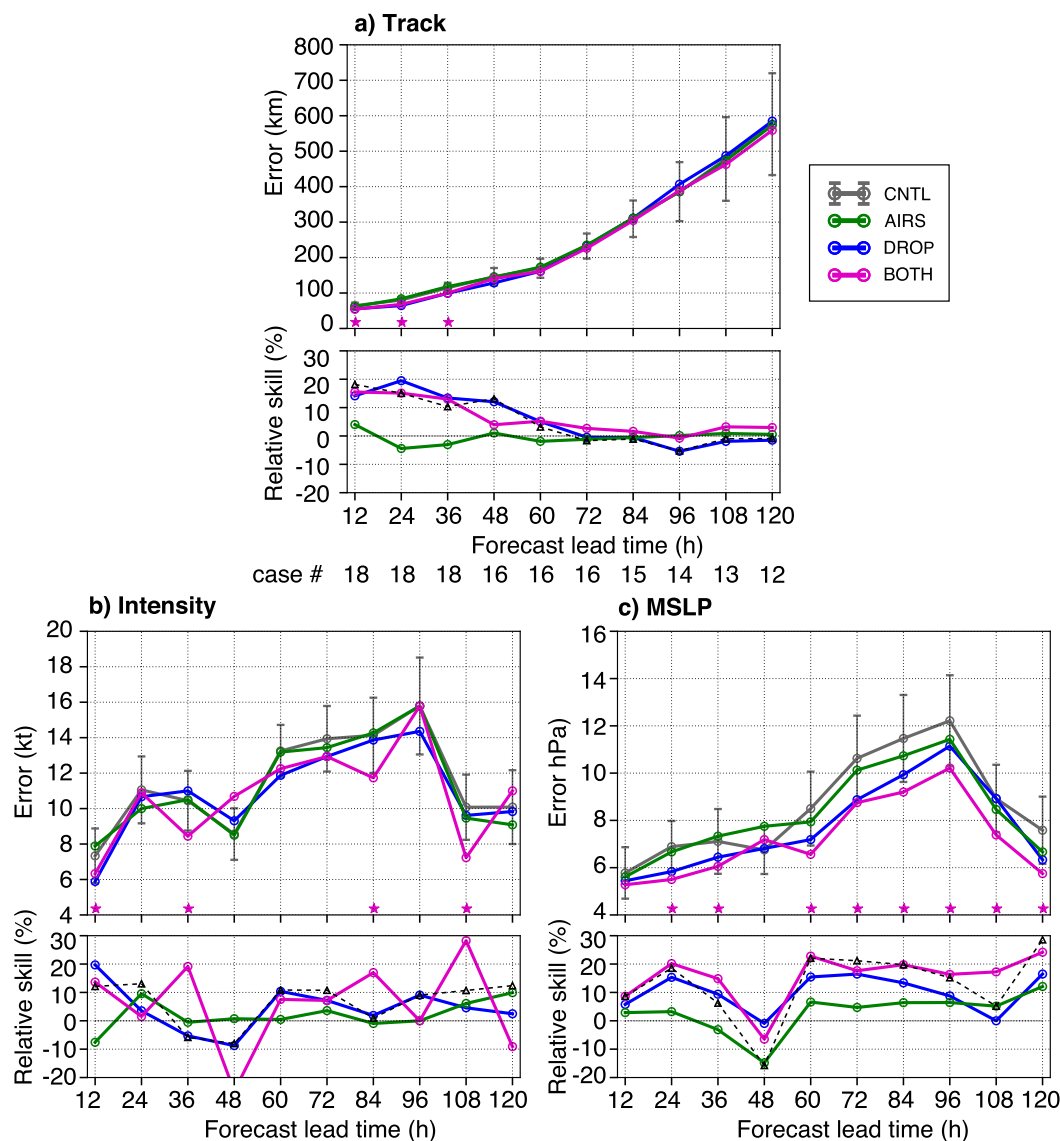 a) Track
800
700
600
500
400
300
200
100
0
Error (km)
CNTL
AIRS
DROP
BOTH
30
20
10
0
-10
-20
Relative skill (%)
12 24 36 48 60 72 84 96 108 120
Forecast lead time (h)
case # 18 18 18 16 16 16 15 14 13 12
b) Intensity
20
18
16
14
12
10
8
6
4
Error (kt)
30
20
10
0
-10
-20
Relative skill (%)
12 24 36 48 60 72 84 96 108 120
Forecast lead time (h)
c) MSLP
16
14
12
10
8
6
4
Error hPa)
30
20
10
0
-10
-20
Relative skill (%)
12 24 36 48 60 72 84 96 108 120
Forecast lead time (h)